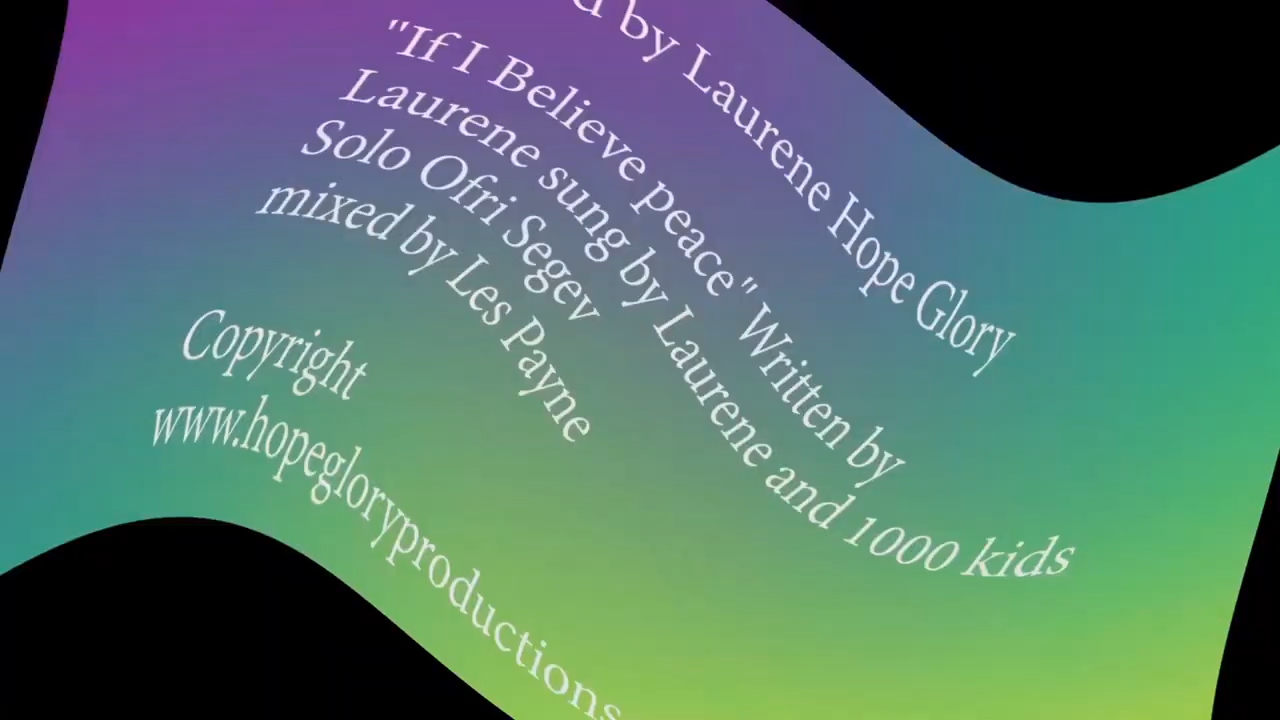 by Laurene Hope Glory
"If I Believe peace" Written by
Laurene sung by Laurene and 1000 kids
Solo Ofri Segev
mixed by Les Payne
Copyright
www.hopegloryproductions